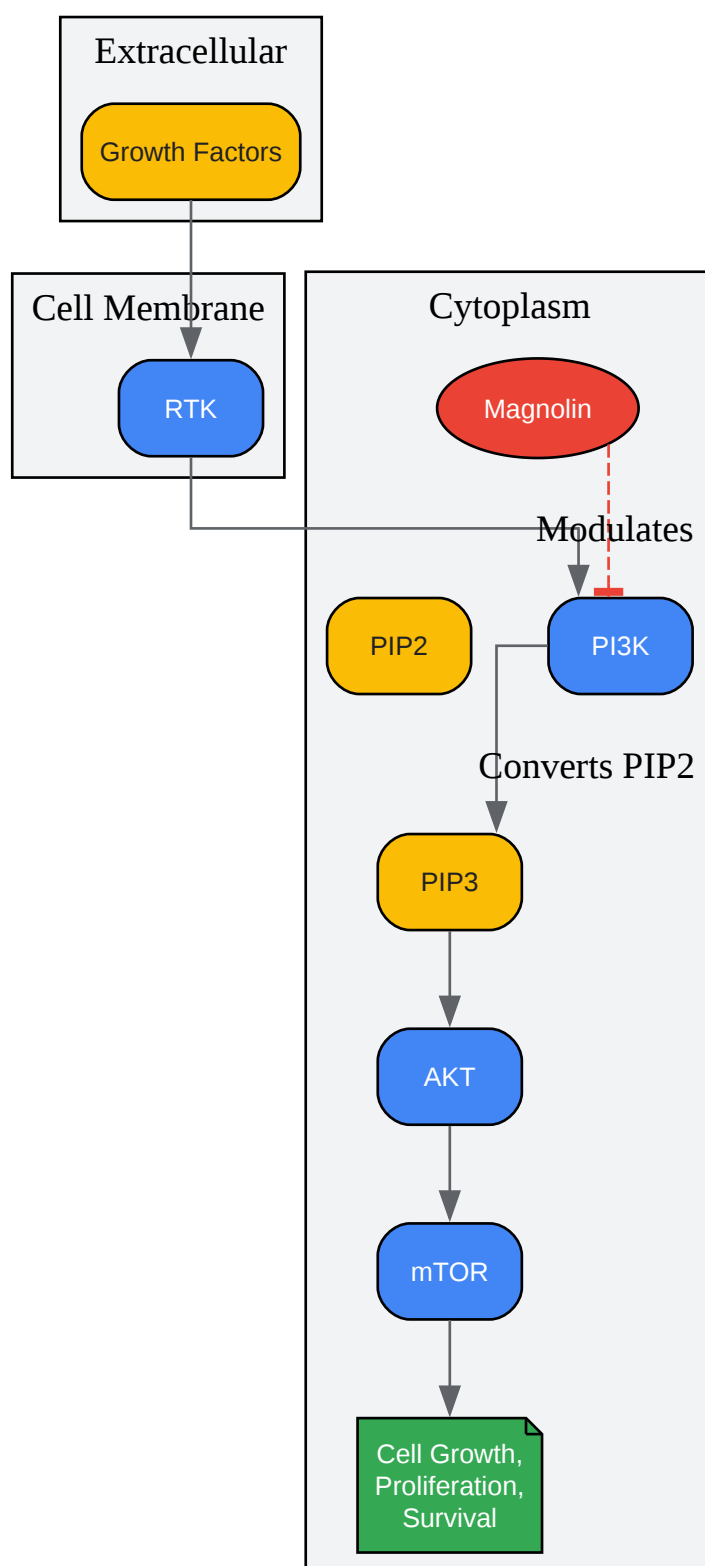 Extracellular
Growth Factors
Cell Membrane
RTK
Cytoplasm
Magnolin
Modulates
PIP2
PI3K
Converts PIP2
PIP3
AKT
mTOR
Cell Growth,
Proliferation,
Survival